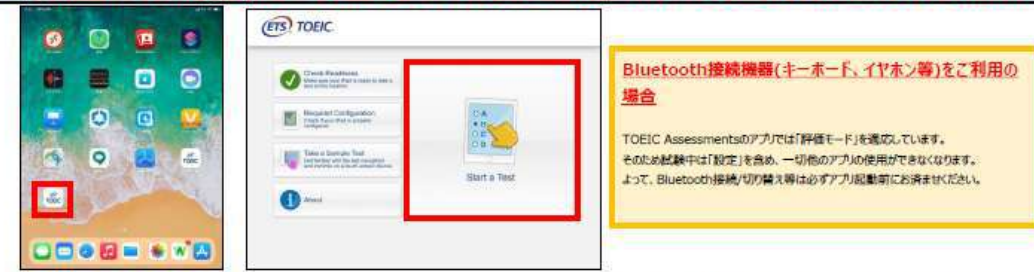 ETS TOEIC
Check Readiness
Required Configuration
Take a Sample Test
About
Start a Test
Bluetooth接続機器(キーボード、イヤホン等)をご利用の
場合
TOEIC Assessmentsのアプリでは「評価モード」を適応しています。
そのため試験中は「設定」を含め、一切他のアプリの使用ができなくなります。
よって、Bluetooth接続/切り替え等は必ずアプリ起動前にお済ませください。